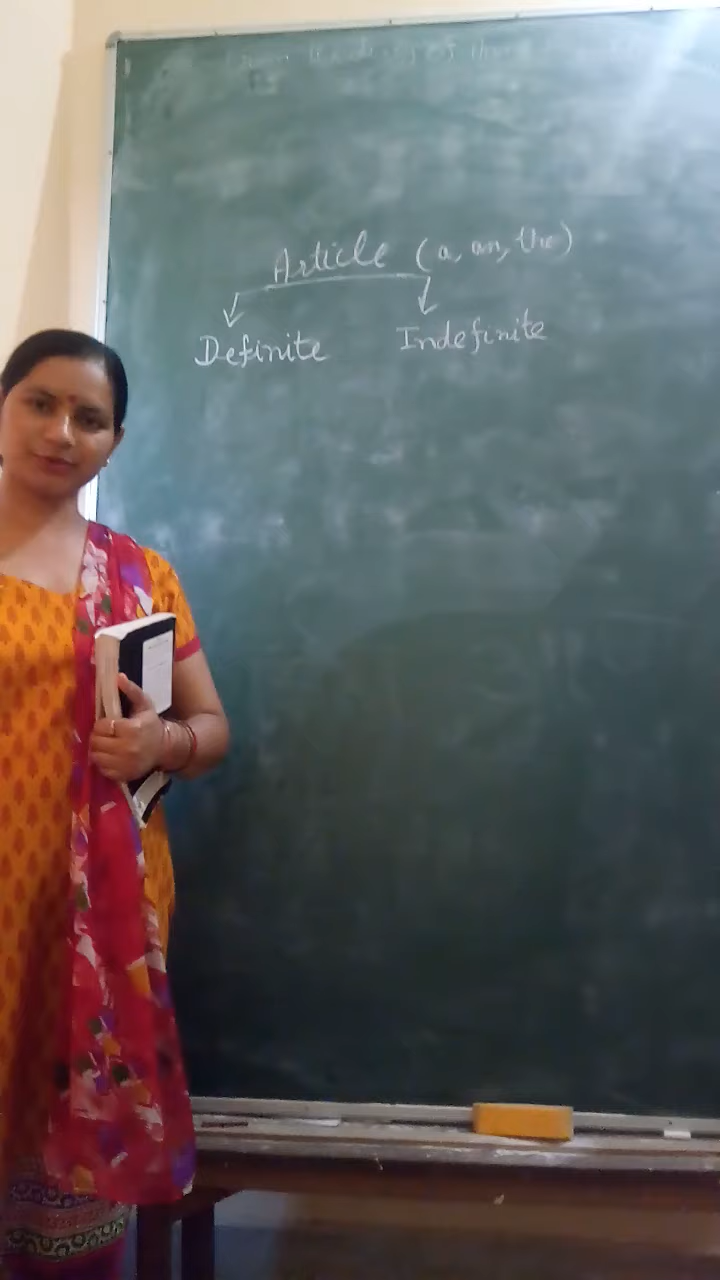 Article (a, an, the)
Definite Indefinite